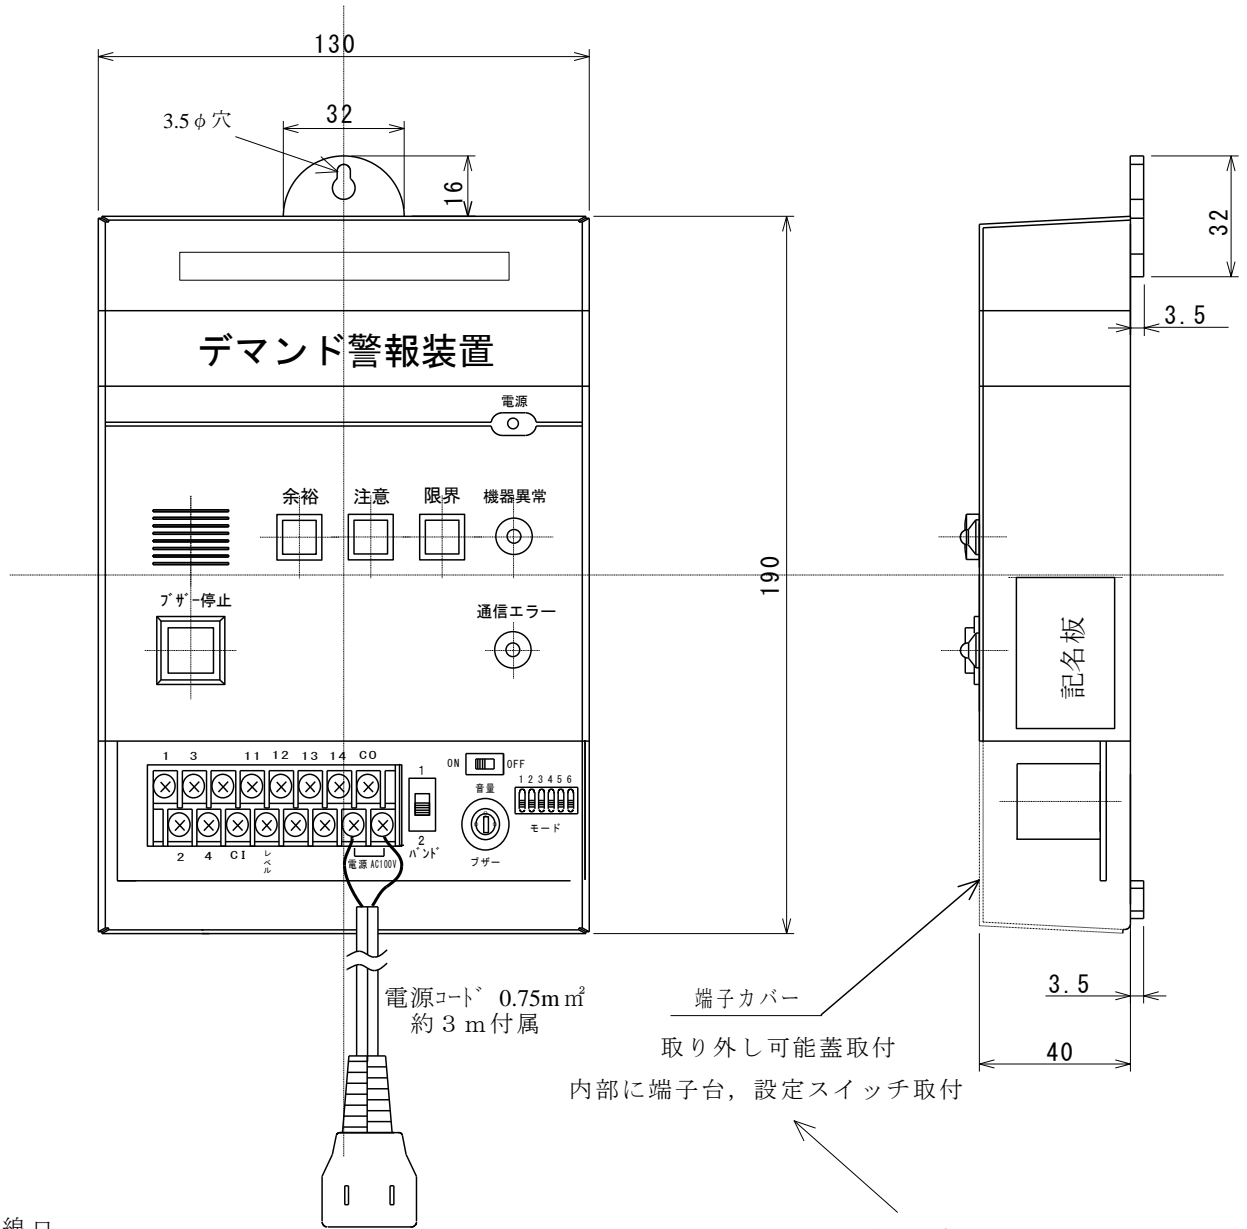 130
32
3.5φ穴
16
32
3.5
デマンド警報装置
電源
余裕 注意 限界 機器異常
190
ブザー停止
通信エラー
記名板
1 3 11 12 13 14 CO
ON OFF
1
音量
1 2 3 4 5 6
モード
2 4 CI レベル
電源 AC100V
2
バンド
ブザー
電源コード 0.75mm²
約3m付属
端子カバー
取り外し可能蓋取付
内部に端子台，設定スイッチ取付
3.5
40
線口